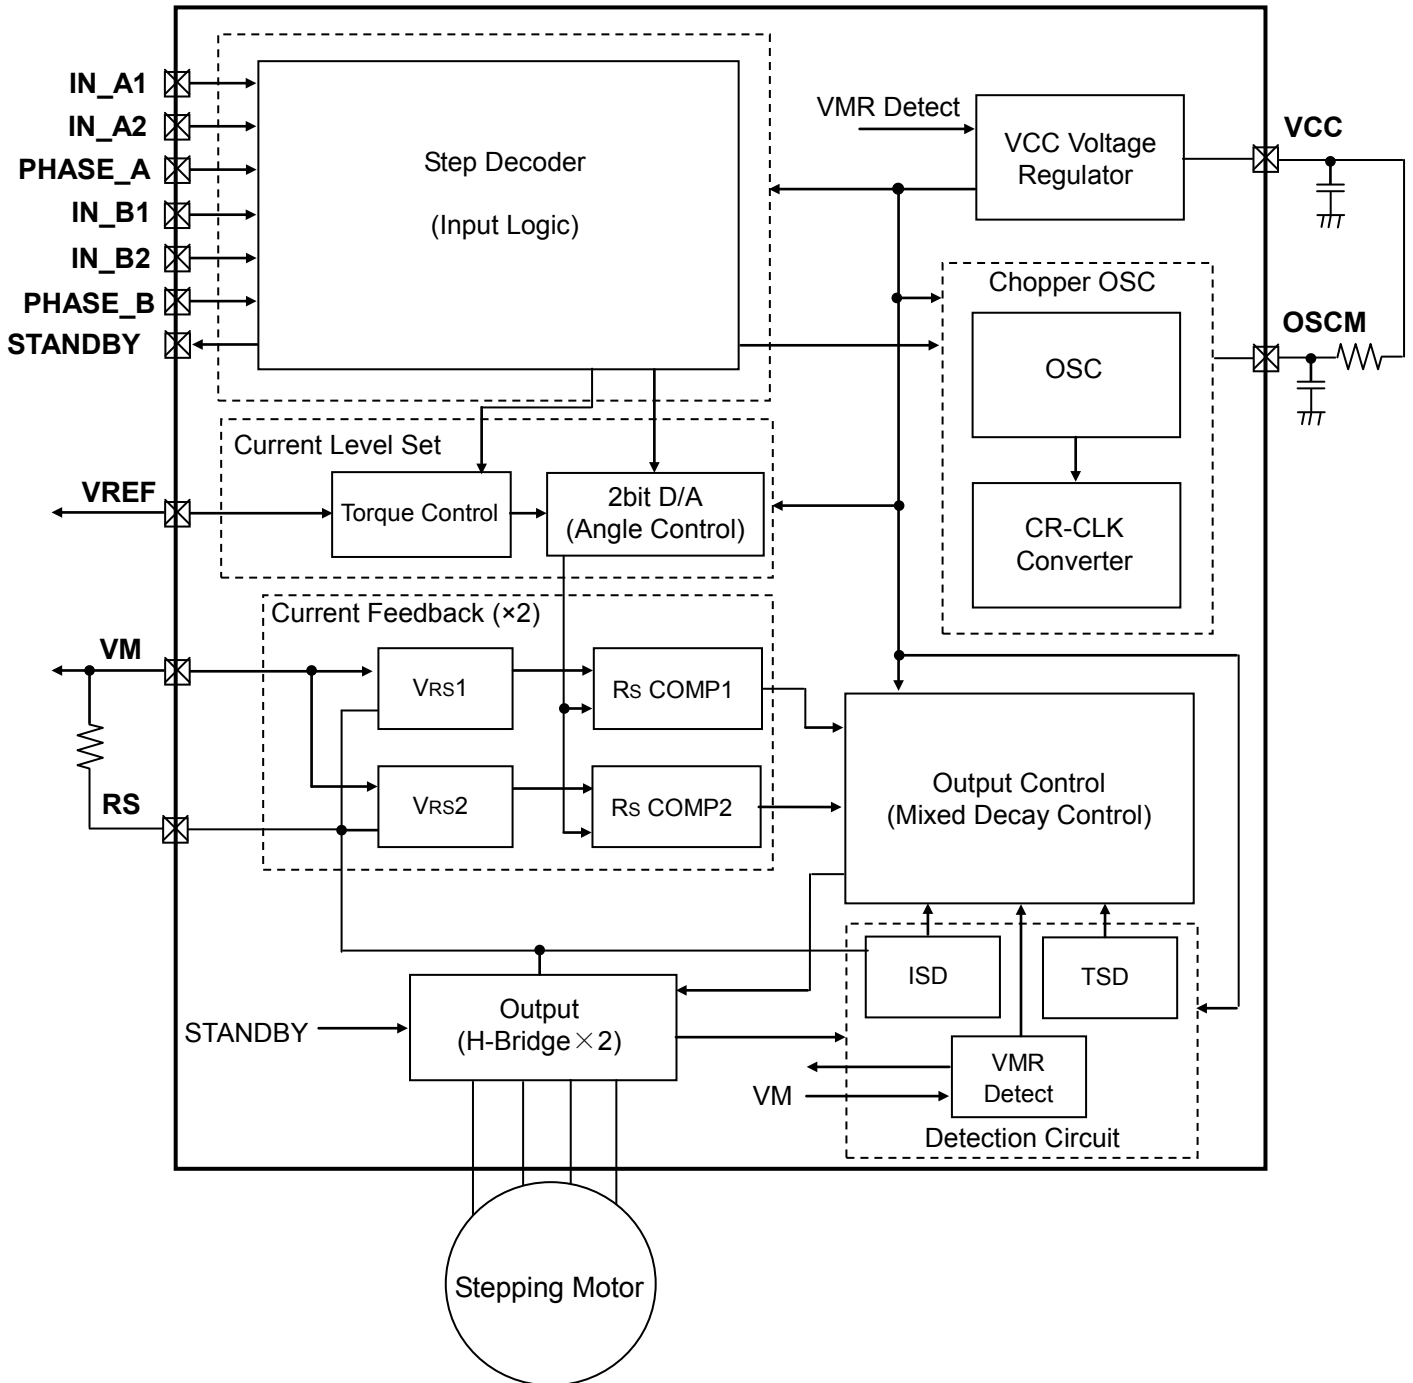 IN_A1
IN_A2
PHASE_A
IN_B1
IN_B2
PHASE_B
STANDBY
Step Decoder
(Input Logic)
VMR Detect
VCC Voltage
Regulator
VCC
Chopper OSC
OSC
CR-CLK
Converter
OSCM
Current Level Set
VREF
Torque Control
2bit D/A
(Angle Control)
Current Feedback (×2)
VM
VRS1
RS COMP1
RS
VRS2
RS COMP2
Output Control
(Mixed Decay Control)
STANDBY
Output
(H-Bridge×2)
ISD
TSD
VM
VMR
Detect
Detection Circuit
Stepping Motor